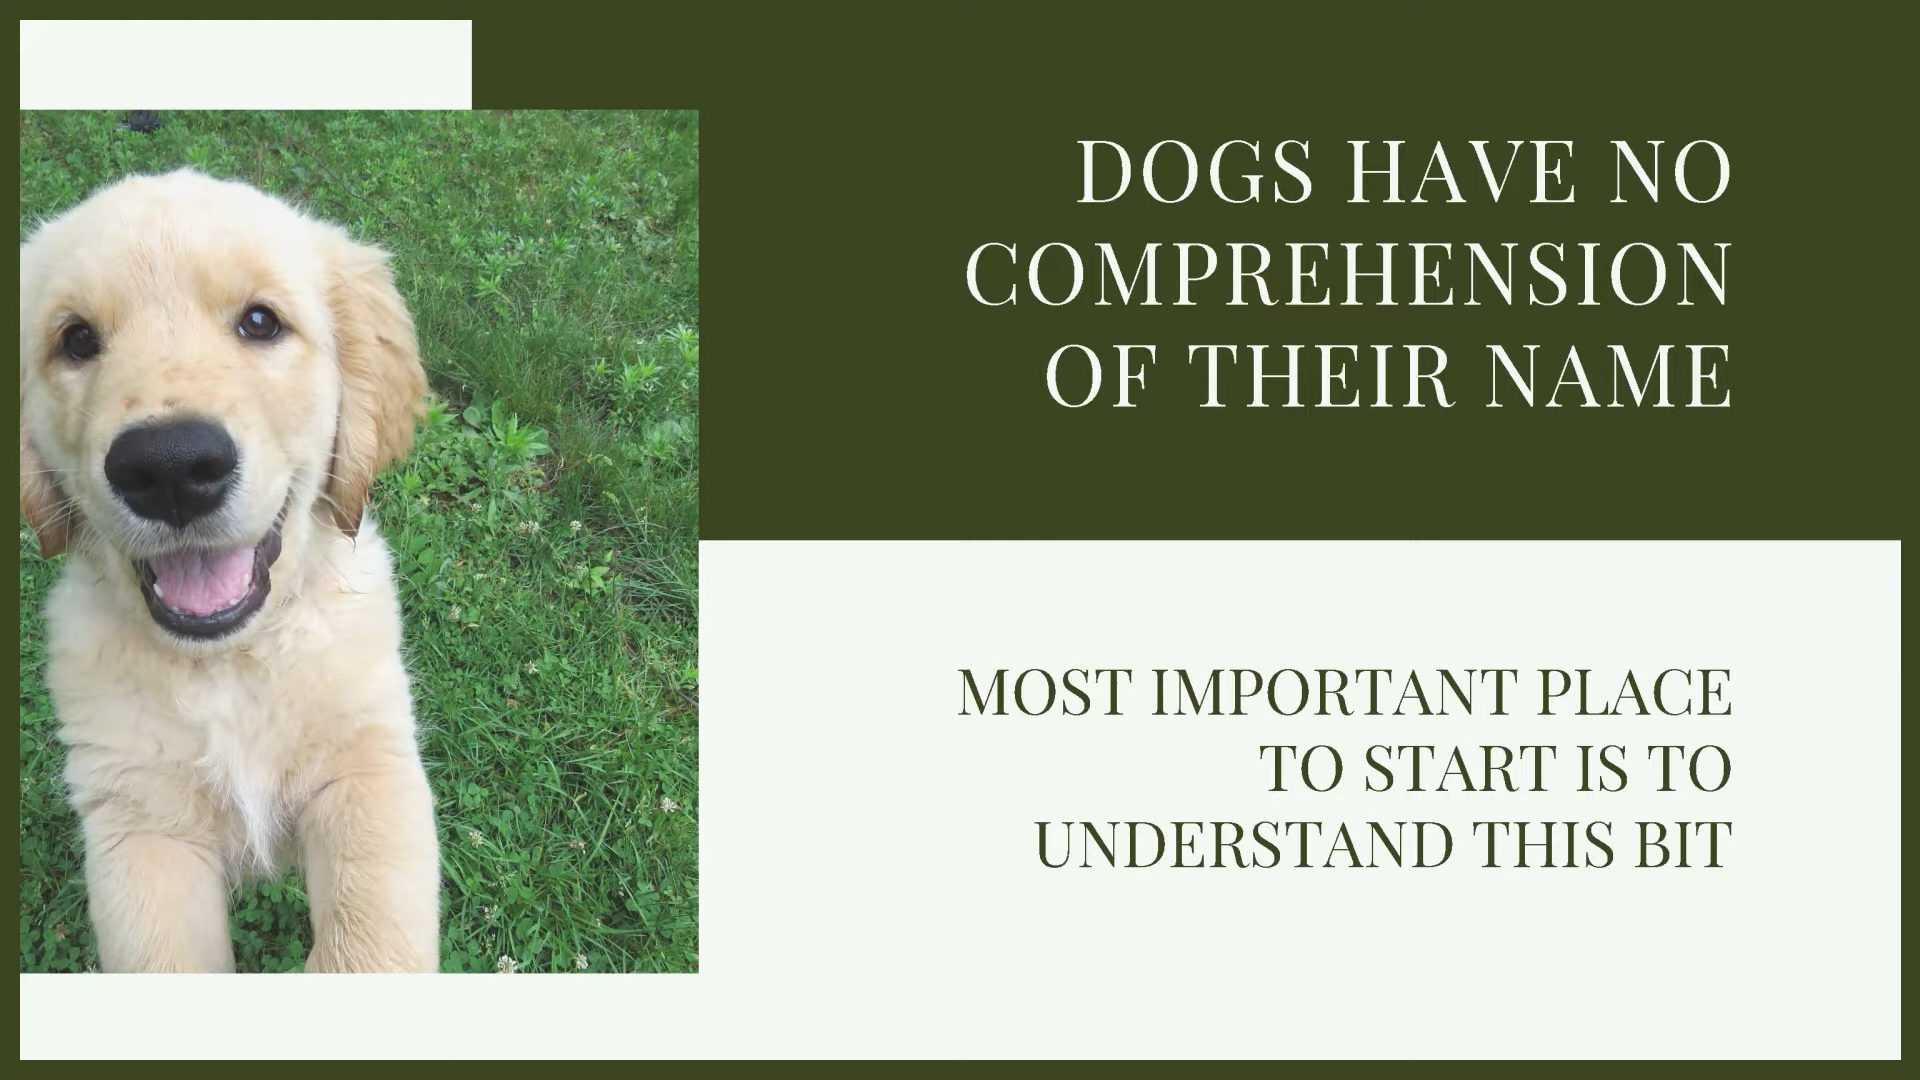 DOGS HAVE NO
COMPREHENSION
OF THEIR NAME
MOST IMPORTANT PLACE
TO START IS TO
UNDERSTAND THIS BIT